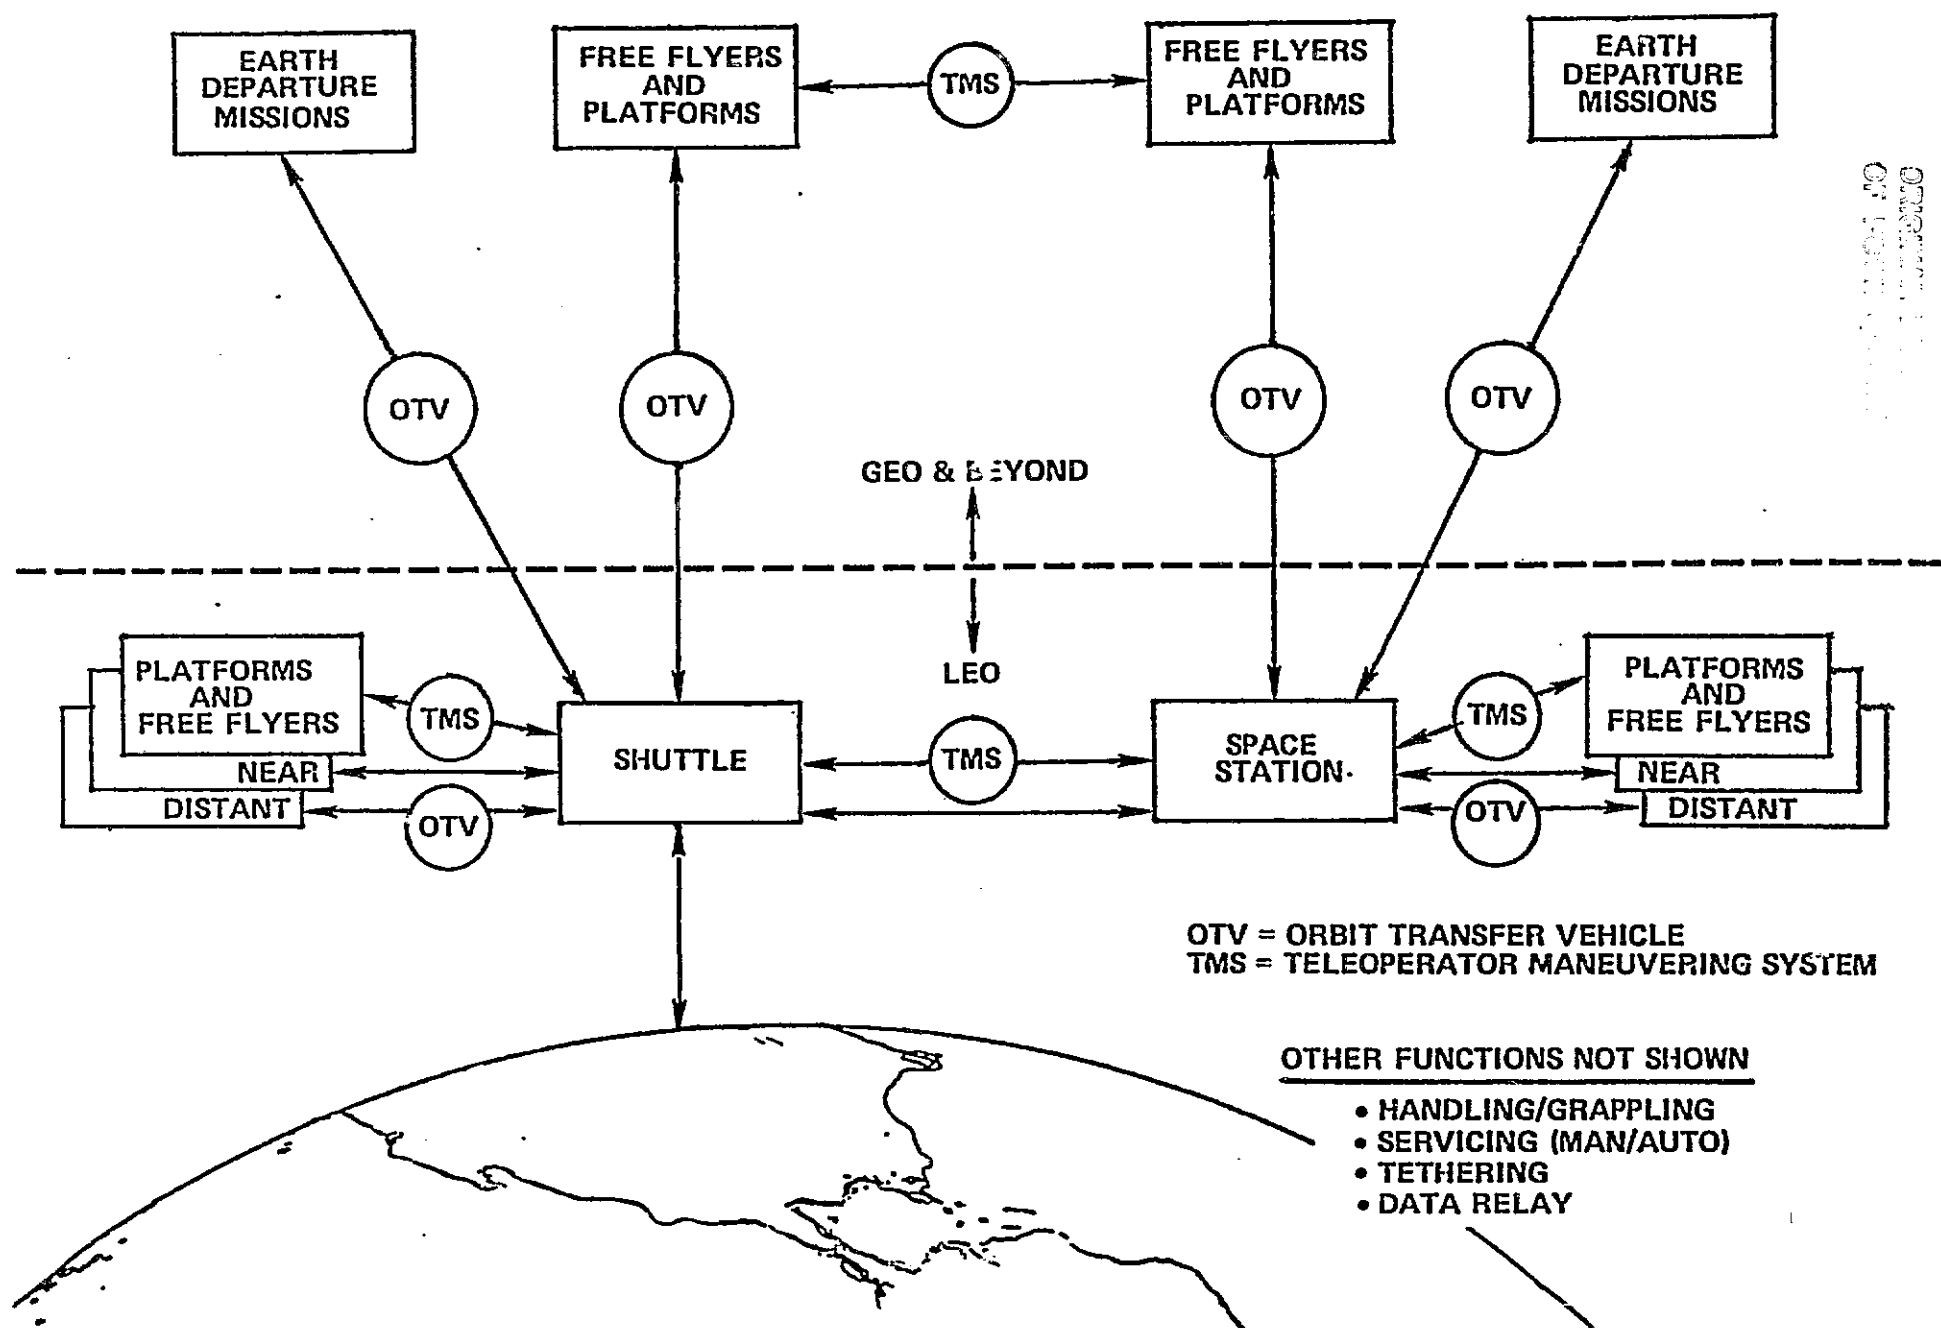 EARTH
DEPARTURE
MISSIONS
FREE FLYERS
AND
PLATFORMS
TMS
FREE FLYERS
AND
PLATFORMS
EARTH
DEPARTURE
MISSIONS
OTV
OTV
OTV
OTV
GEO & BEYOND
LEO
PLATFORMS
AND
FREE FLYERS
NEAR
DISTANT
TMS
OTV
SHUTTLE
TMS
SPACE
STATION
TMS
OTV
PLATFORMS
AND
FREE FLYERS
NEAR
DISTANT
OTV = ORBIT TRANSFER VEHICLE
TMS = TELEOPERATOR MANEUVERING SYSTEM
OTHER FUNCTIONS NOT SHOWN
• HANDLING/GRAPPLING
• SERVICING (MAN/AUTO)
• TETHERING
• DATA RELAY